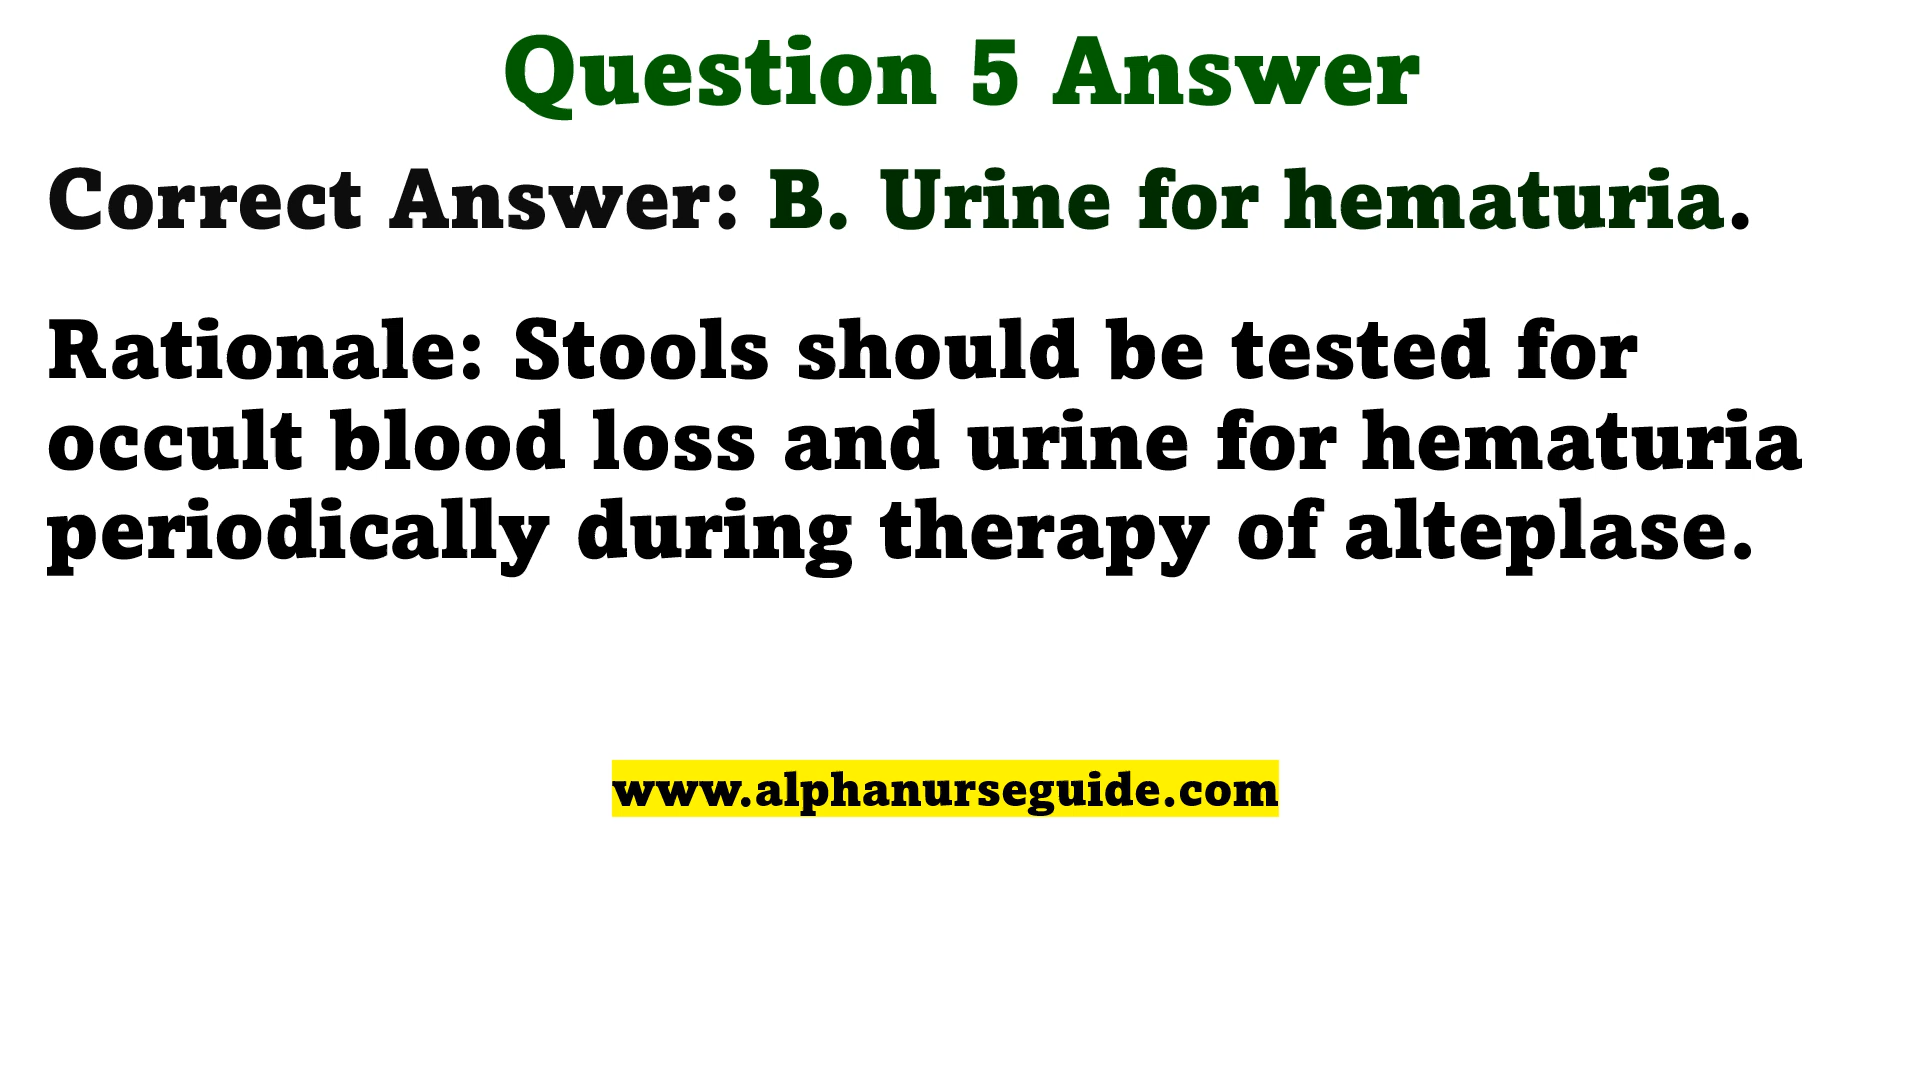 Question 5 Answer
Correct Answer: B. Urine for hematuria.
Rationale: Stools should be tested for
occult blood loss and urine for hematuria
periodically during therapy of alteplase.
www.alphanurseguide.com